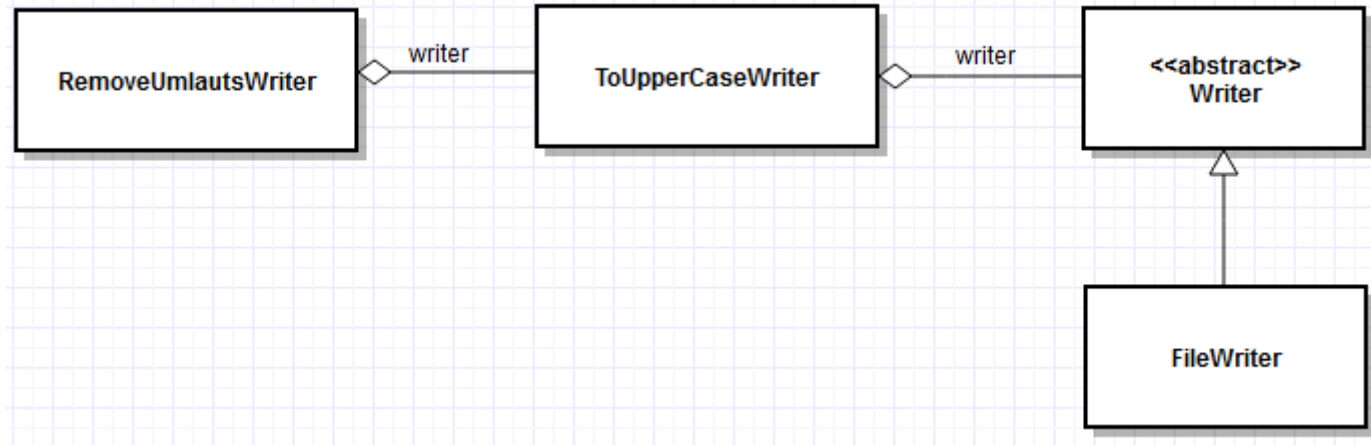 writer
writer
RemoveUmlautsWriter
ToUpperCaseWriter
<<abstract>>
Writer
FileWriter